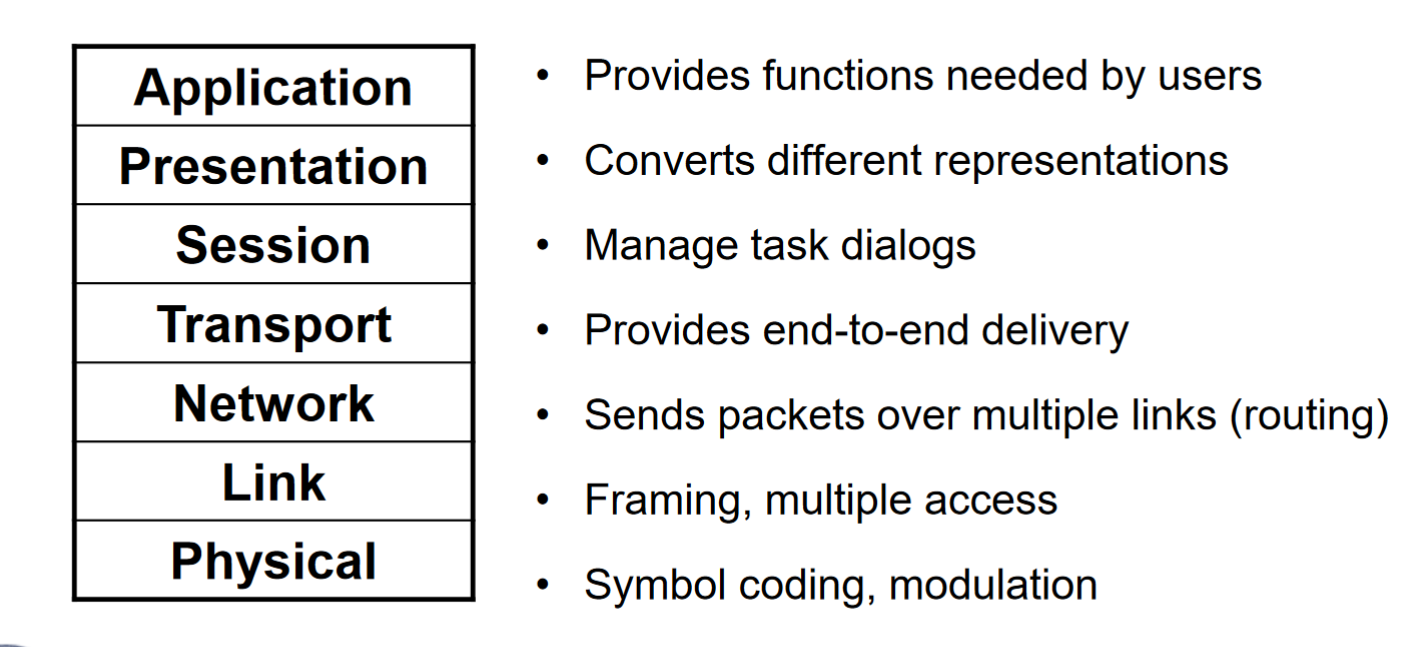 Application
• Provides functions needed by users
Presentation
• Converts different representations
Session
• Manage task dialogs
Transport
• Provides end-to-end delivery
Network
• Sends packets over multiple links (routing)
Link
• Framing, multiple access
Physical
• Symbol coding, modulation